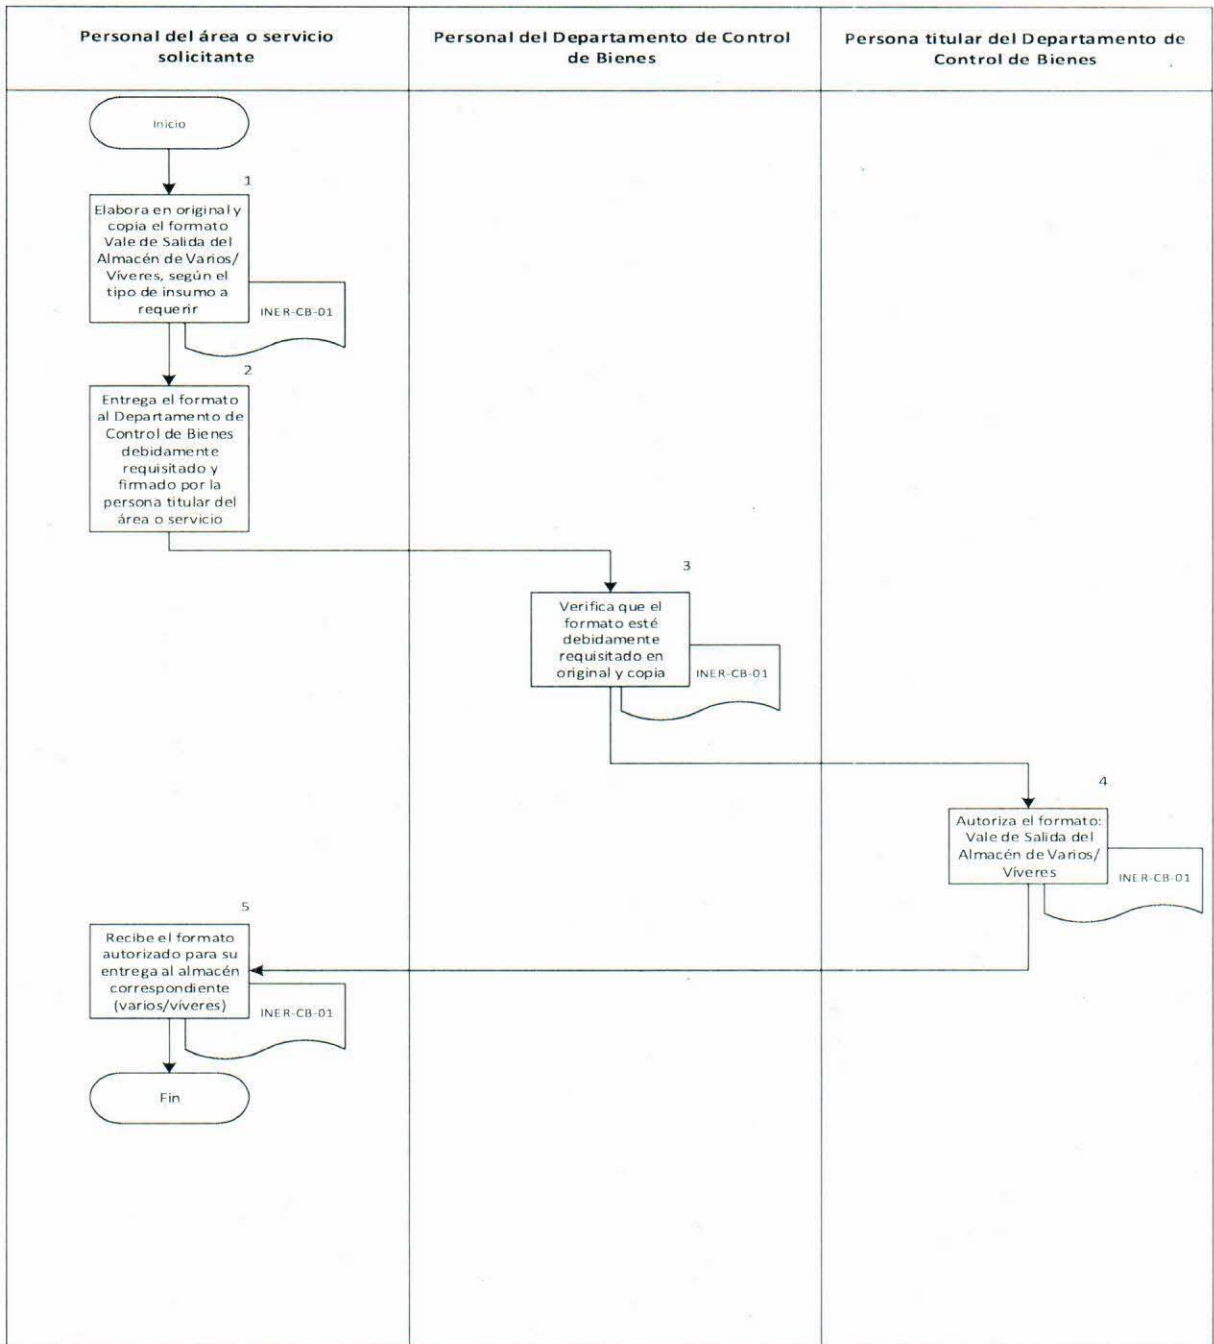 Personal del área o servicio
solicitante
Personal del Departamento de Control
de Bienes
Persona titular del Departamento de
Control de Bienes
Inicio
1
Elabora en original y
copia el formato
Vale de Salida del
Almacén de Varios/
Víveres, según el
tipo de insumo a
requerir
INER-CB-01
2
Entrega el formato
al Departamento de
Control de Bienes
debidamente
requisitado y
firmado por la
persona titular del
área o servicio
3
Verifica que el
formato esté
debidamente
requisitado en
original y copia
INER-CB-01
4
Autoriza el formato:
Vale de Salida del
Almacén de Varios/
Víveres
INER-CB-01
5
Recibe el formato
autorizado para su
entrega al almacén
correspondiente
(varios/víveres)
INER-CB-01
Fin